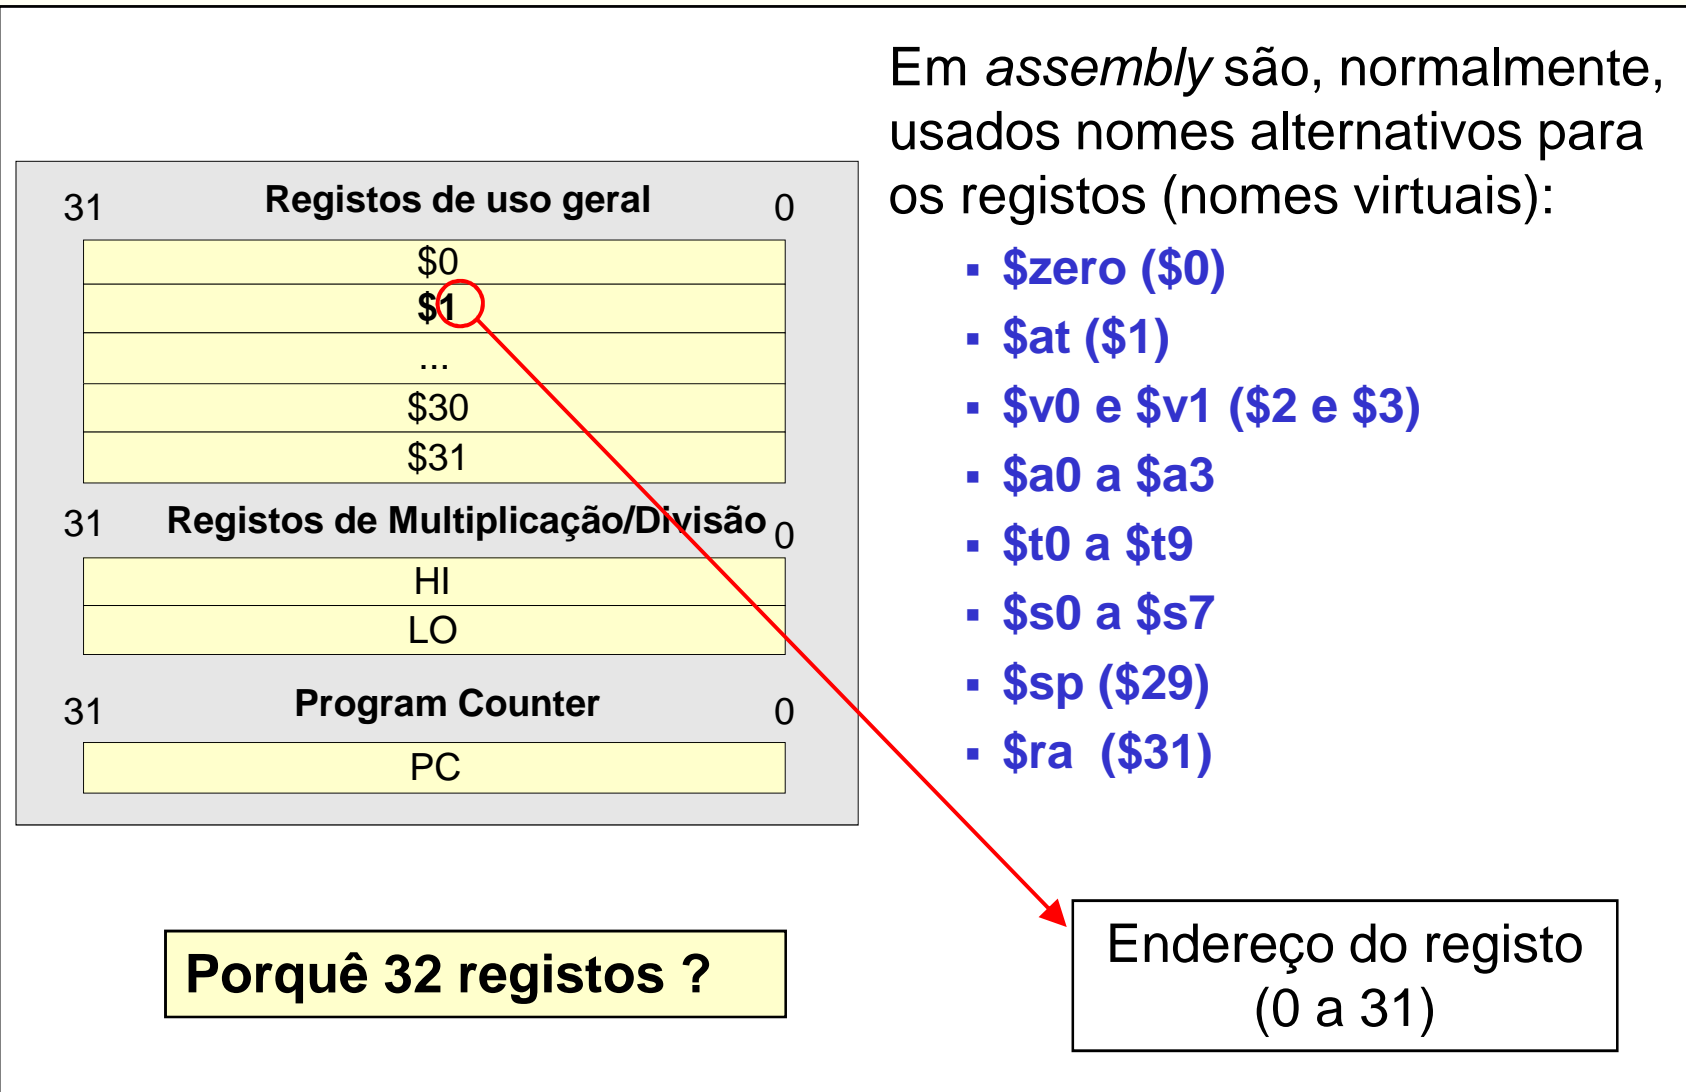 Em assembly são, normalmente,
usados nomes alternativos para
os registos (nomes virtuais):
31 Registos de uso geral 0
$0
$1
...
$30
$31
31 Registos de Multiplicação/Divisão 0
HI
LO
31 Program Counter 0
PC
▪ $zero ($0)
▪ $at ($1)
▪ $v0 e $v1 ($2 e $3)
▪ $a0 a $a3
▪ $t0 a $t9
▪ $s0 a $s7
▪ $sp ($29)
▪ $ra ($31)
Porquê 32 registos ?
Endereço do registo
(0 a 31)